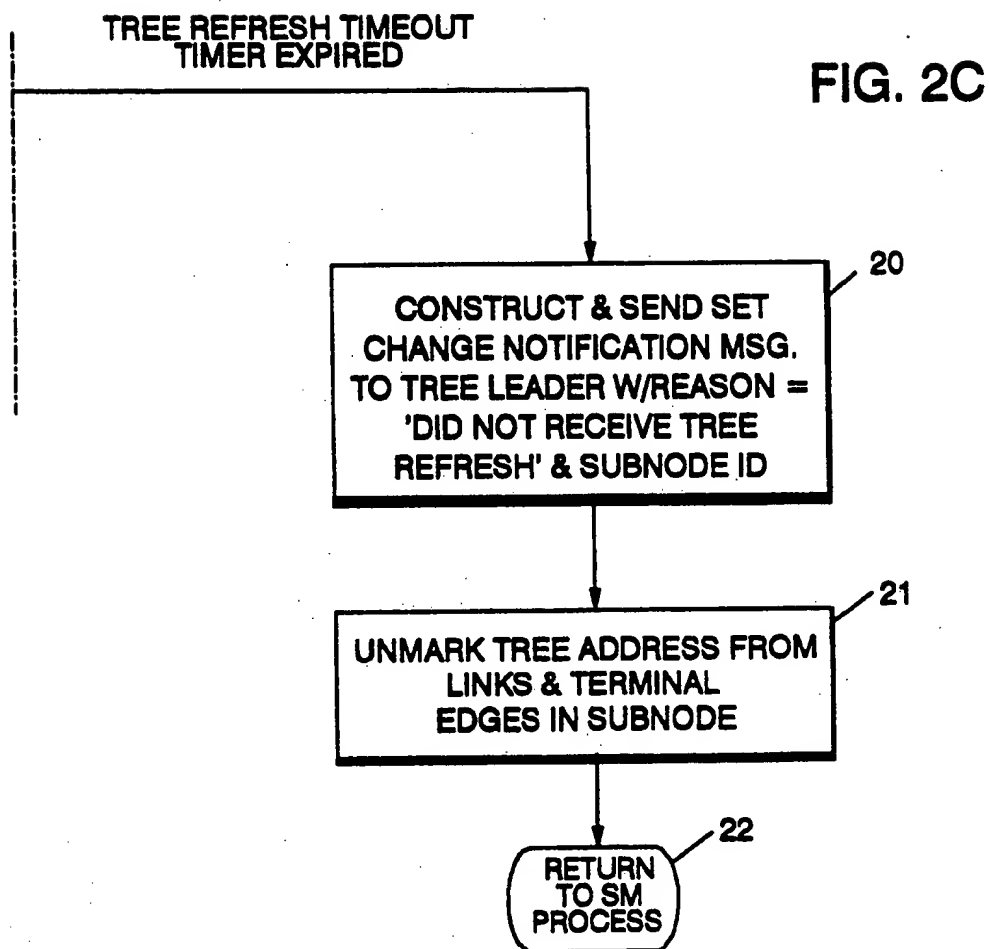 TREE REFRESH TIMEOUT
TIMER EXPIRED
FIG. 2C
20
CONSTRUCT & SEND SET
CHANGE NOTIFICATION MSG.
TO TREE LEADER W/REASON =
'DID NOT RECEIVE TREE
REFRESH' & SUBNODE ID
21
UNMARK TREE ADDRESS FROM
LINKS & TERMINAL
EDGES IN SUBNODE
22
RETURN
TO SM
PROCESS